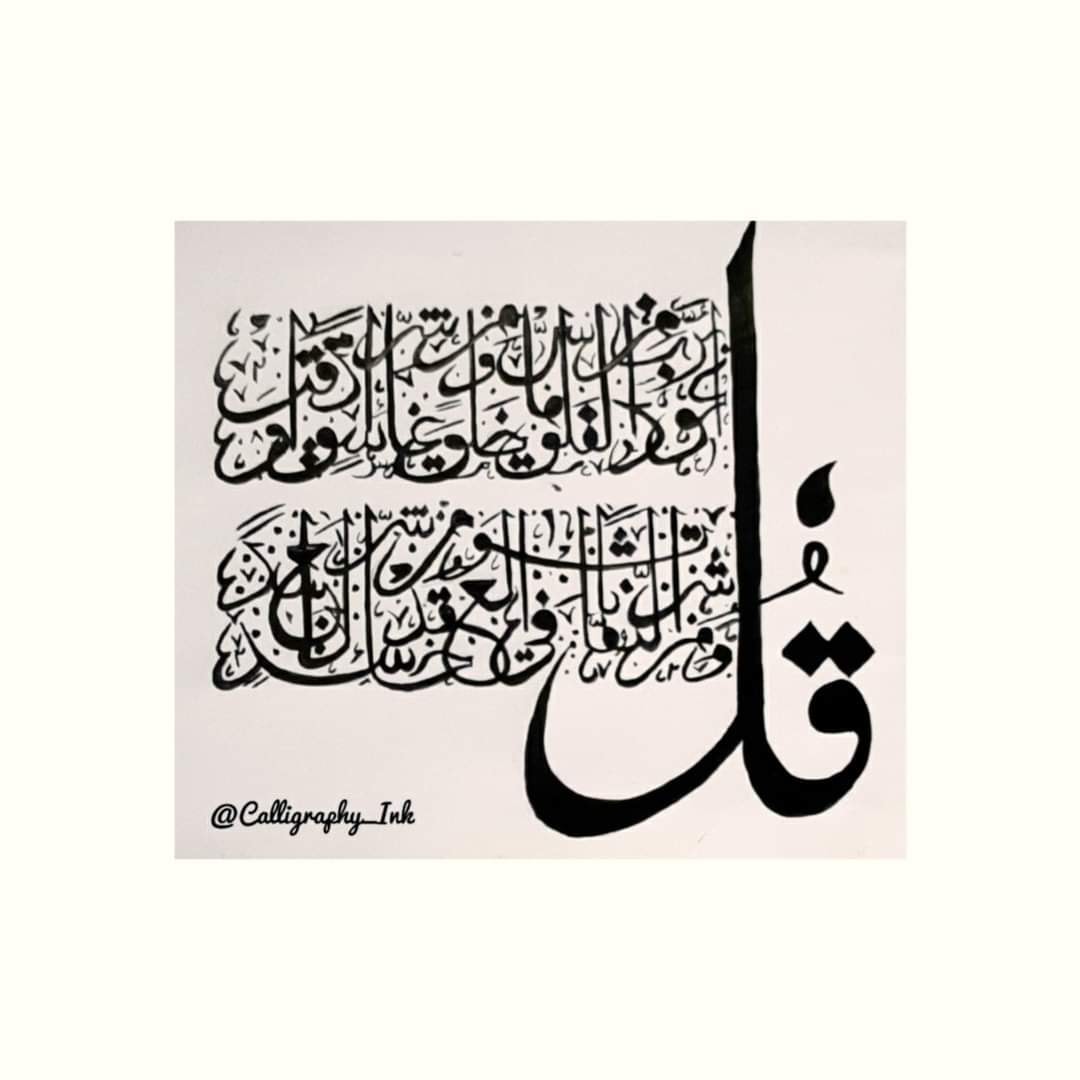 قُل
أعوذ برب الفلق من شر ما خلق ومن شر غاسق إذا وقب
ومن شر النفاثات في العقد ومن شر حاسد إذا حسد
@Calligraphy_Ink